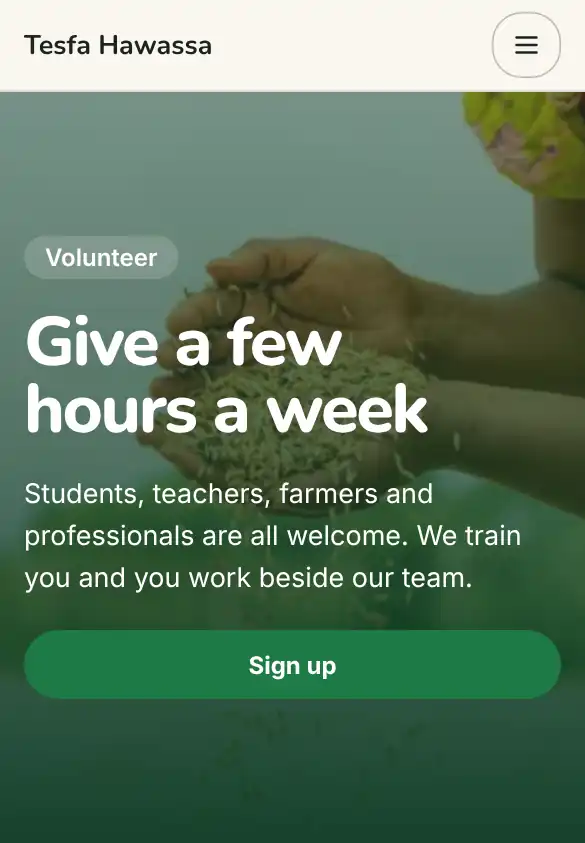 Tesfa Hawassa
Volunteer
Give a few
hours a week
Students, teachers, farmers and
professionals are all welcome. We train
you and you work beside our team.
Sign up